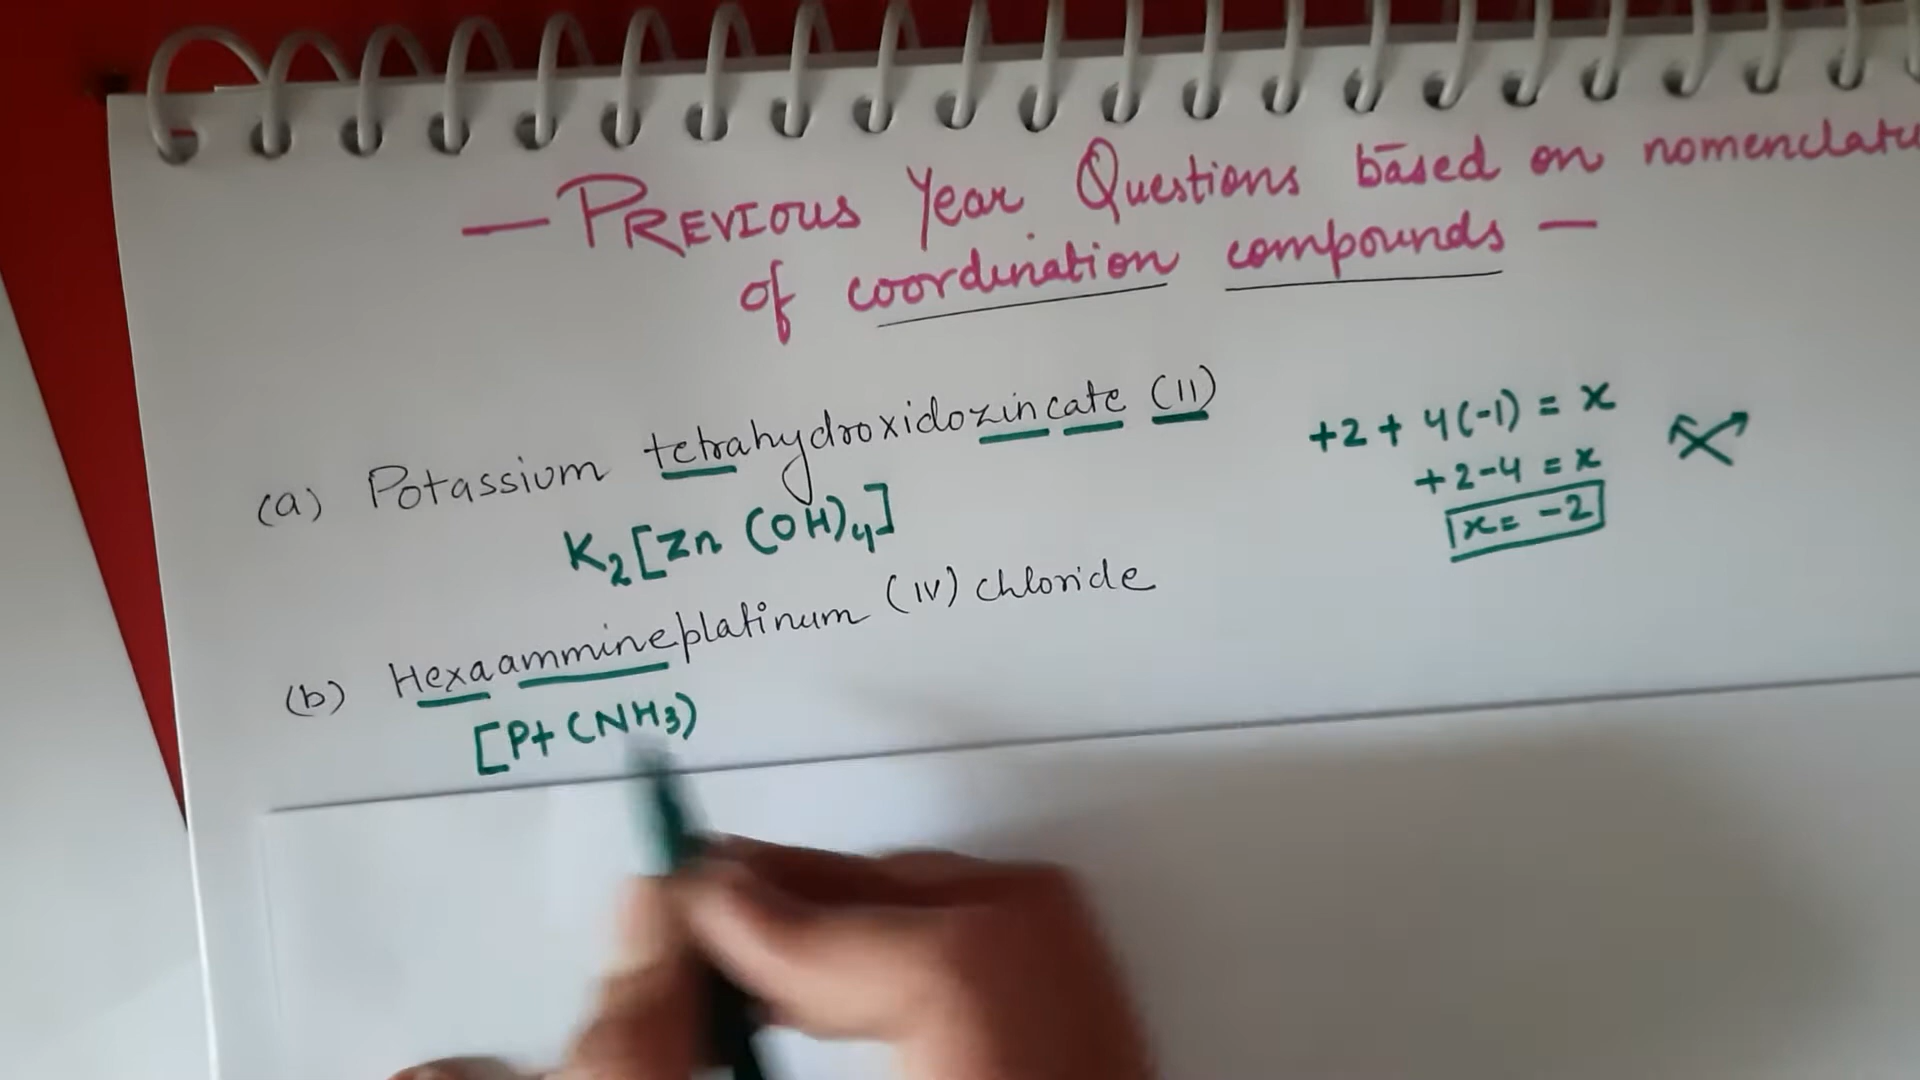 — PREVIOUS Year Questions based on nomenclatu
of coordination compounds —
(a) Potassium tetrahydroxidozincate (II)
K₂[Zn (OH)₄]
+2 + 4(-1) = x
+2-4 = x
x = -2
(b) Hexaammineplatinum (IV) chloride
[Pt (NH₃)